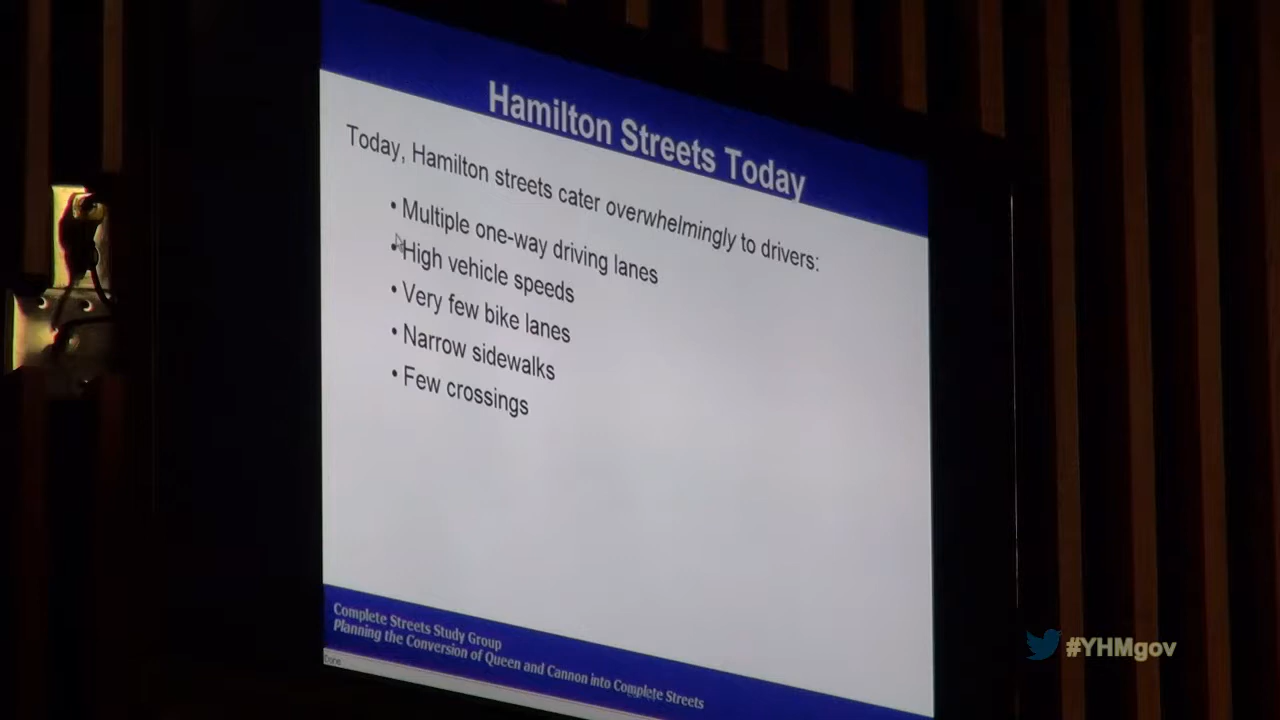 Hamilton Streets Today
Today, Hamilton streets cater overwhelmingly to drivers:
• Multiple one-way driving lanes
• High vehicle speeds
• Very few bike lanes
• Narrow sidewalks
• Few crossings
Complete Streets Study Group
Planning the Conversion of Queen and Cannon into Complete Streets
Done
#YHMgov